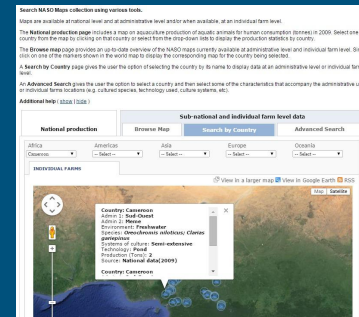 Search NASO Maps collection using various tools.
Maps are available at national level and at administrative level and/or when available, at an individual farm level.
The National production page includes a map on aquaculture production of aquatic animals for human consumption (tonnes) in 2009. Select one
country from the map by clicking on that country or select from the drop-down lists to display the production statistics by country.
The Browse map page provides an up-to-date overview of the NASO maps currently available at administrative level and individual farm level.
click on one of the markers shown in the world map to display the corresponding map for the country being selected.
A Search by Country page gives the user the option of selecting the country by its name to display data at an administrative level or individual
level.
An Advanced Search gives the user the option to select a country and then select some of the characteristics that accompany the administrative
or individual farms locations (e.g. cultured species, technology used, culture systems, etc).
Additional help ( show | hide )
Sub-national and individual farm level
National production Browse Map Search by Country Advanced Search
Africa Americas Asia Europe Oceania
Cameroon -- Select -- -- Select -- -- Select -- -- Select --
INDIVIDUAL FARMS
View in a larger map View in Google Earth RSS
Map Satellite
Country: Cameroon
Admin 1: Sud-Ouest
Admin 2: Meme
Environment: Freshwater
Species: Oreochromis niloticus; Clarias
gariepinus
Systems of culture: Semi-extensive
Technology: Pond
Production (Tons): 2
Source: National data(2009)
Country: Cameroon